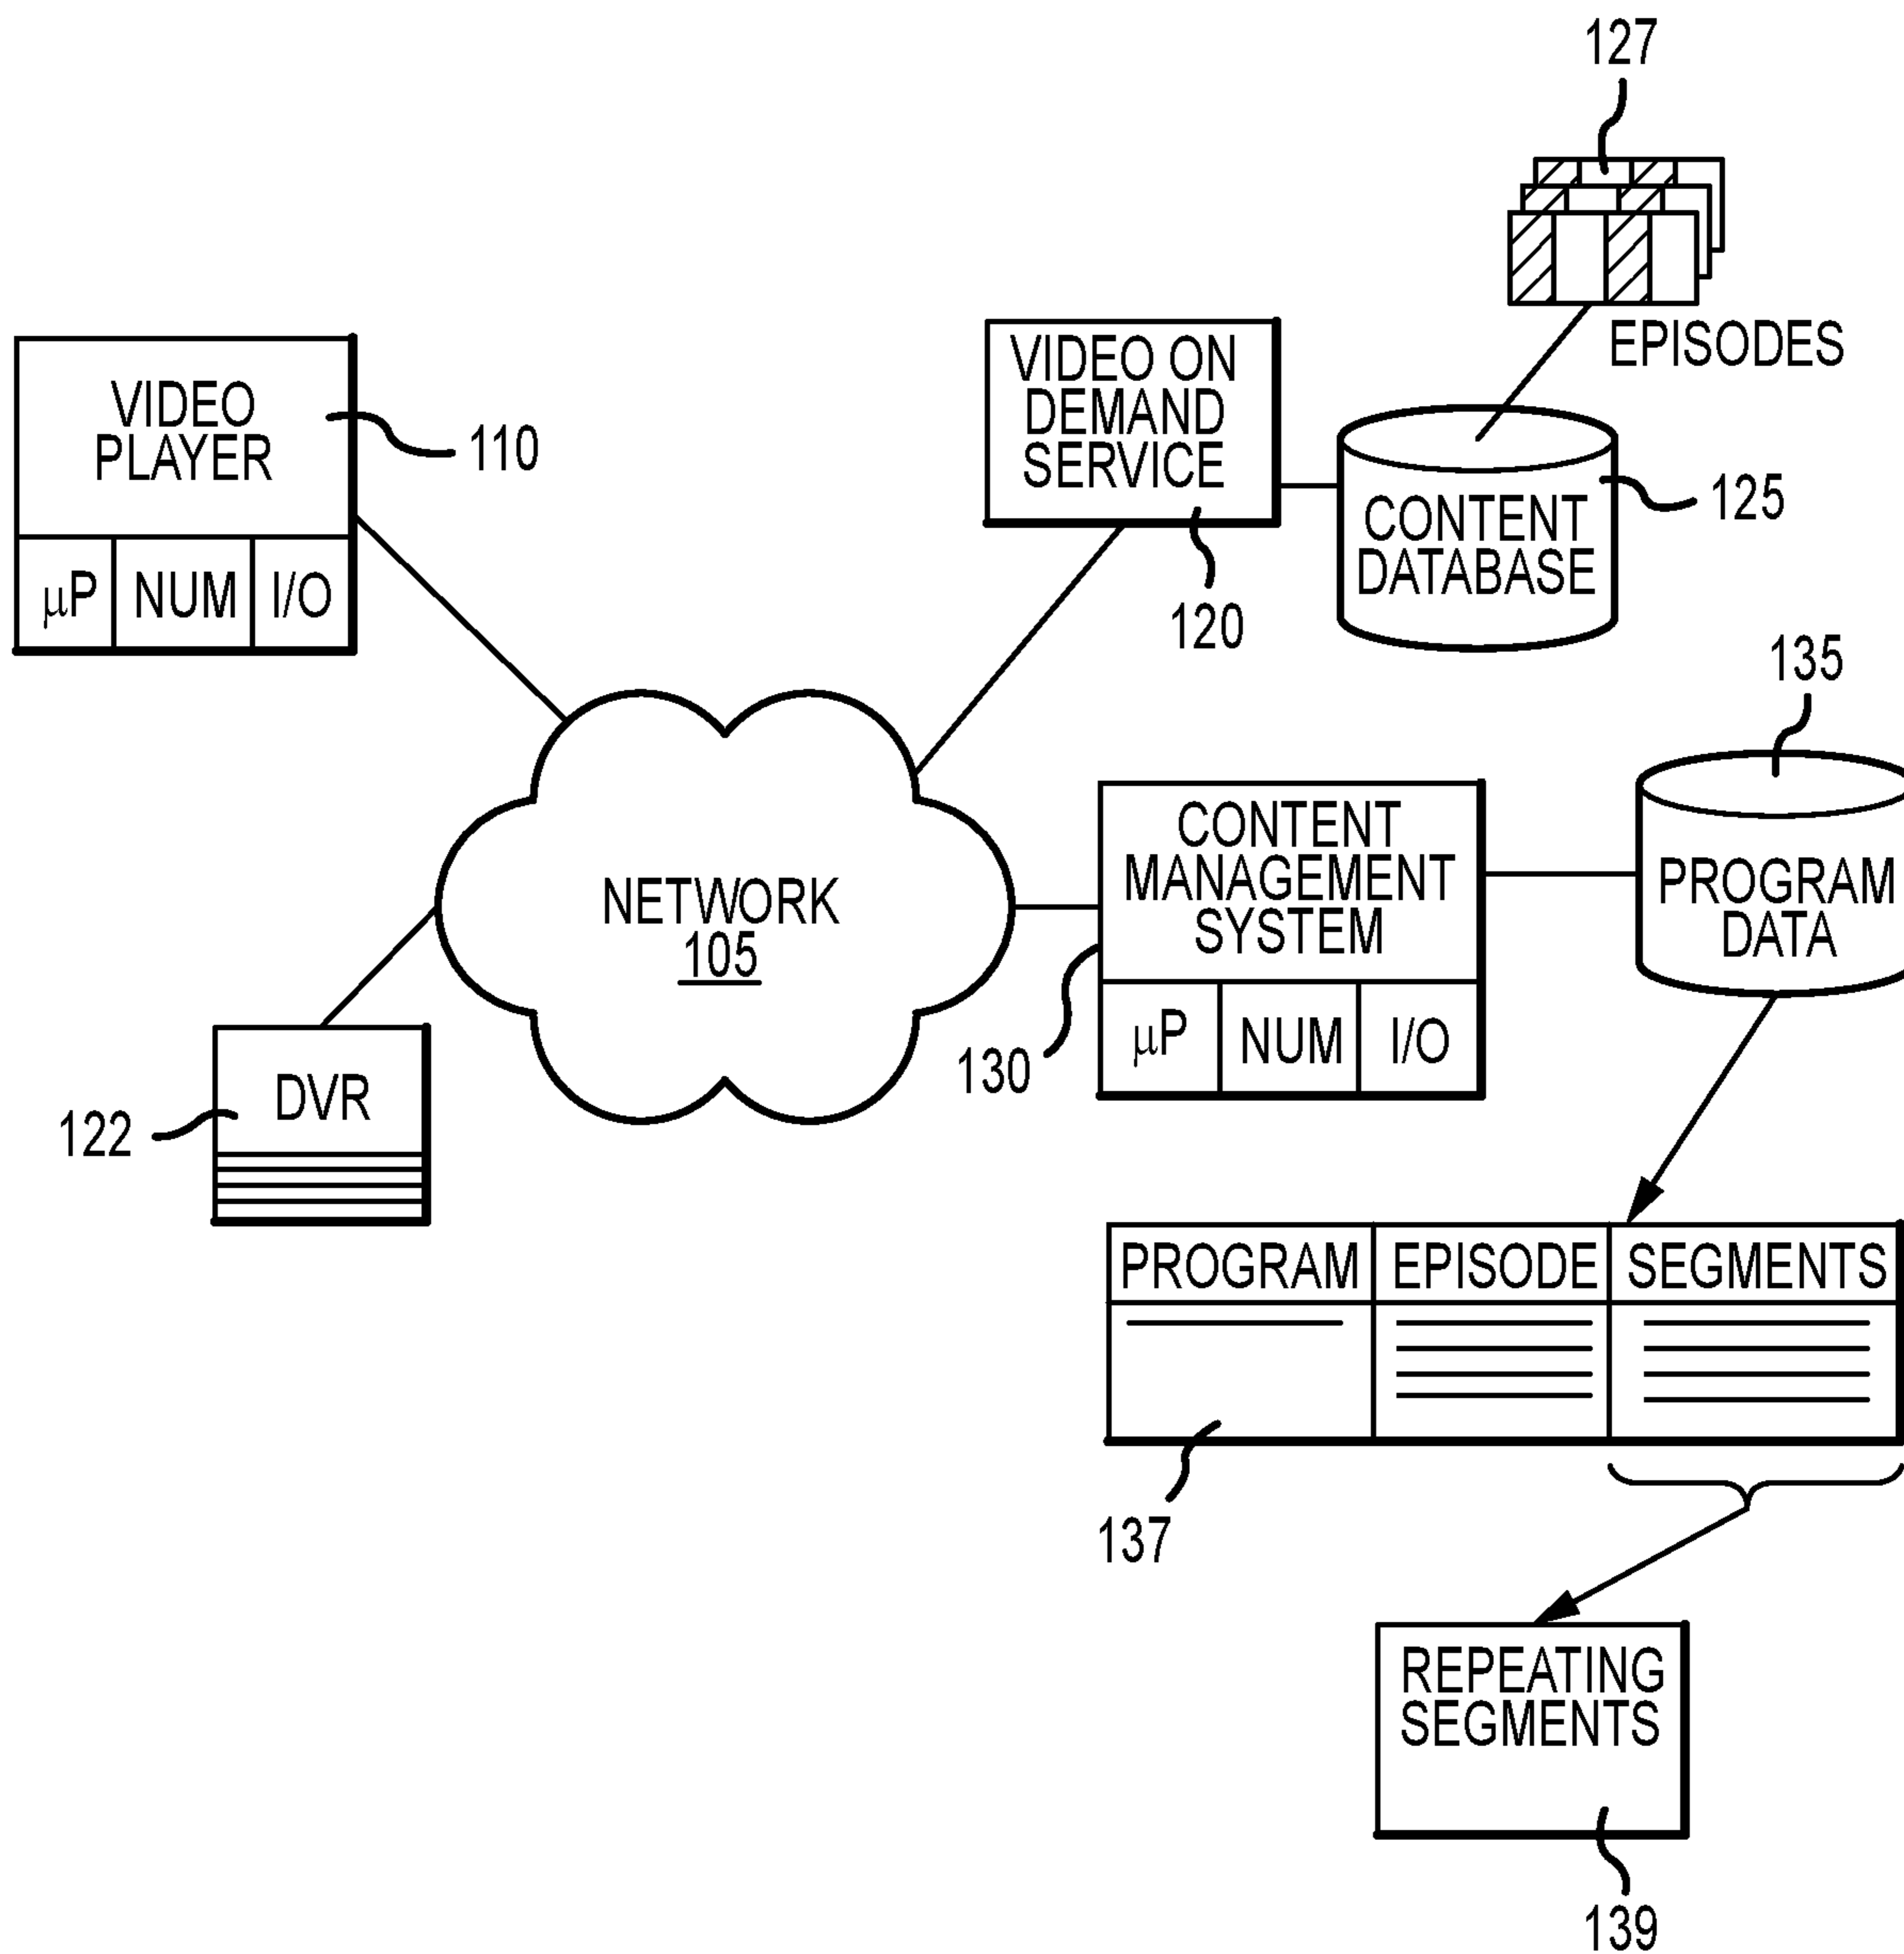 127
EPISODES
VIDEO
PLAYER
110
μP NUM I/O
VIDEO ON
DEMAND
SERVICE
120
CONTENT
DATABASE
125
135
PROGRAM
DATA
CONTENT
MANAGEMENT
SYSTEM
μP NUM I/O
130
NETWORK
105
DVR
122
PROGRAM EPISODE SEGMENTS
137
REPEATING
SEGMENTS
139